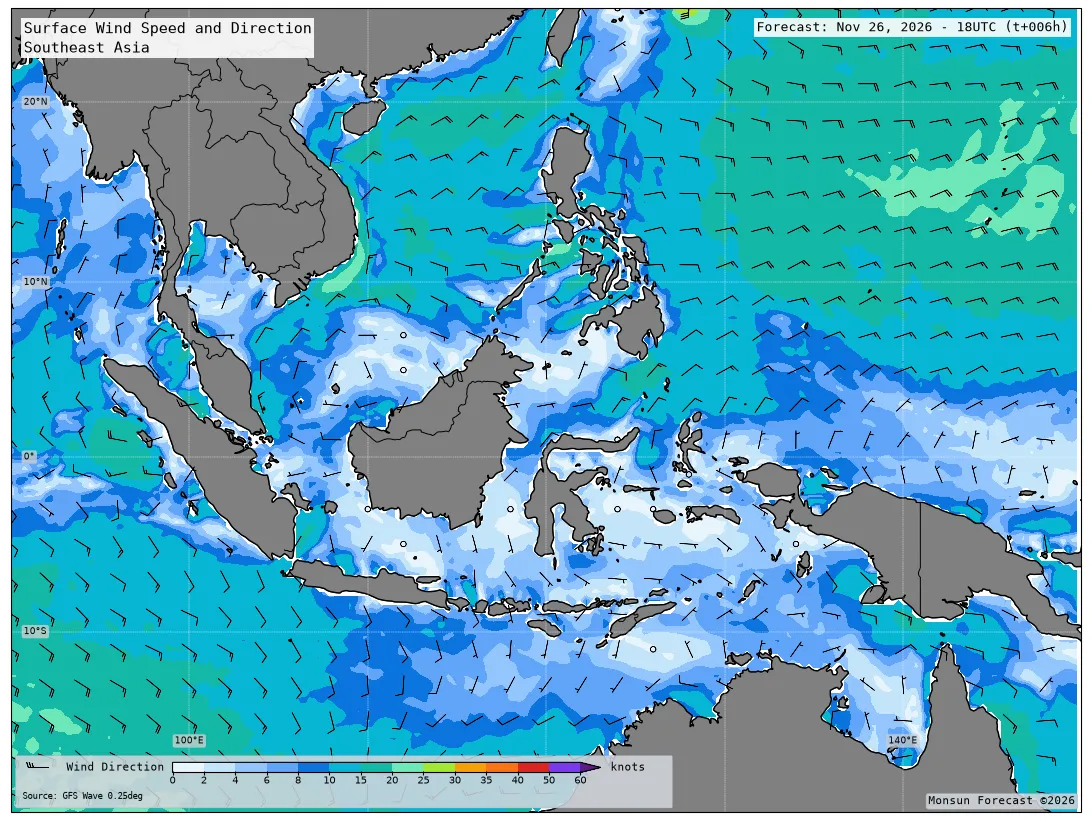 Surface Wind Speed and Direction
Southeast Asia
Forecast: Nov 26, 2026 - 18UTC (t+006h)
20°N
10°N
0°
10°S
100°E
140°E
Wind Direction
0 2 4 6 8 10 15 20 25 30 35 40 50 60
knots
Source: GFS Wave 0.25deg
Monsun Forecast ©2026